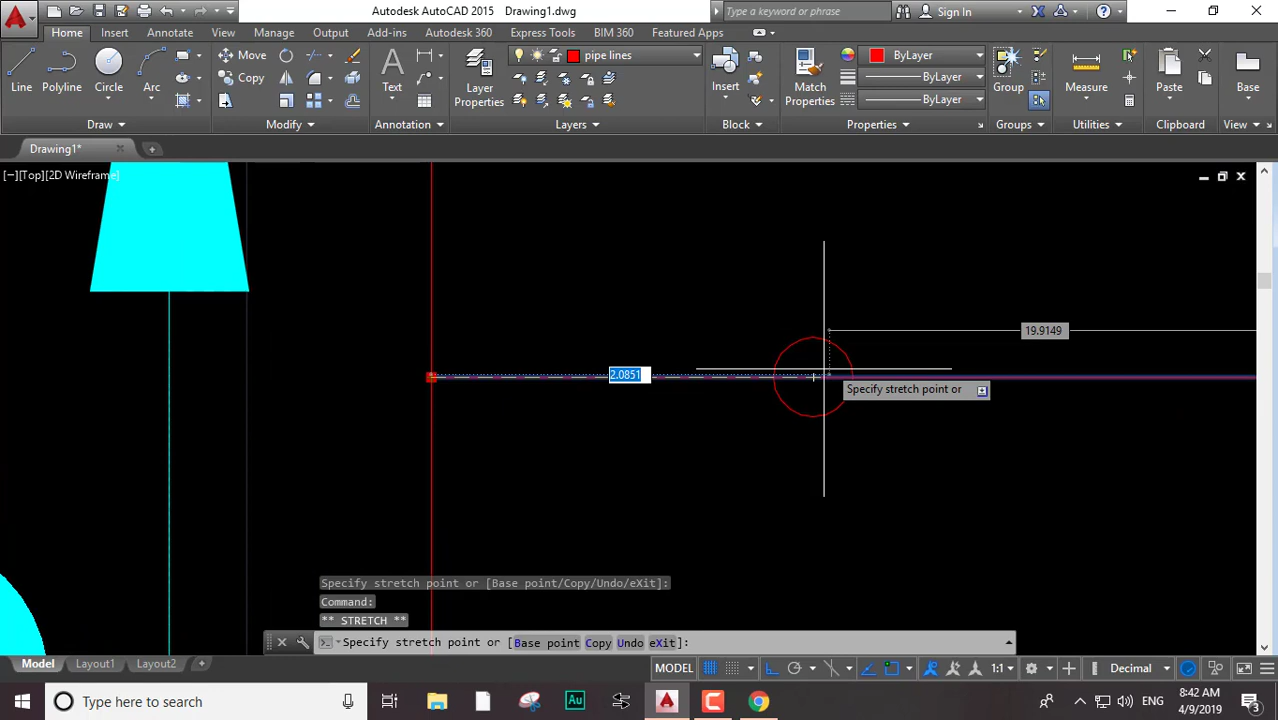 Autodesk AutoCAD 2015 Drawing1.dwg
Type a keyword or phrase
Sign In
Home Insert Annotate View Manage Output Add-ins Autodesk 360 Express Tools BIM 360 Featured Apps
Line Polyline Circle Arc
Move
Copy
Text
Layer Properties
pipe lines
Insert
Match Properties
ByLayer
ByLayer
ByLayer
Group
Measure
Paste
Base
Draw Modify Annotation Layers Block Properties Groups Utilities Clipboard View
Drawing1*
[−][Top][2D Wireframe]
19.9149
2.0851
Specify stretch point or
Specify stretch point or [Base point/Copy/Undo/eXit]:
Command:
** STRETCH **
Specify stretch point or [Base point Copy Undo eXit]:
Model Layout1 Layout2
MODEL 1:1 Decimal
Type here to search
Au
ENG
8:42 AM
4/9/2019
3